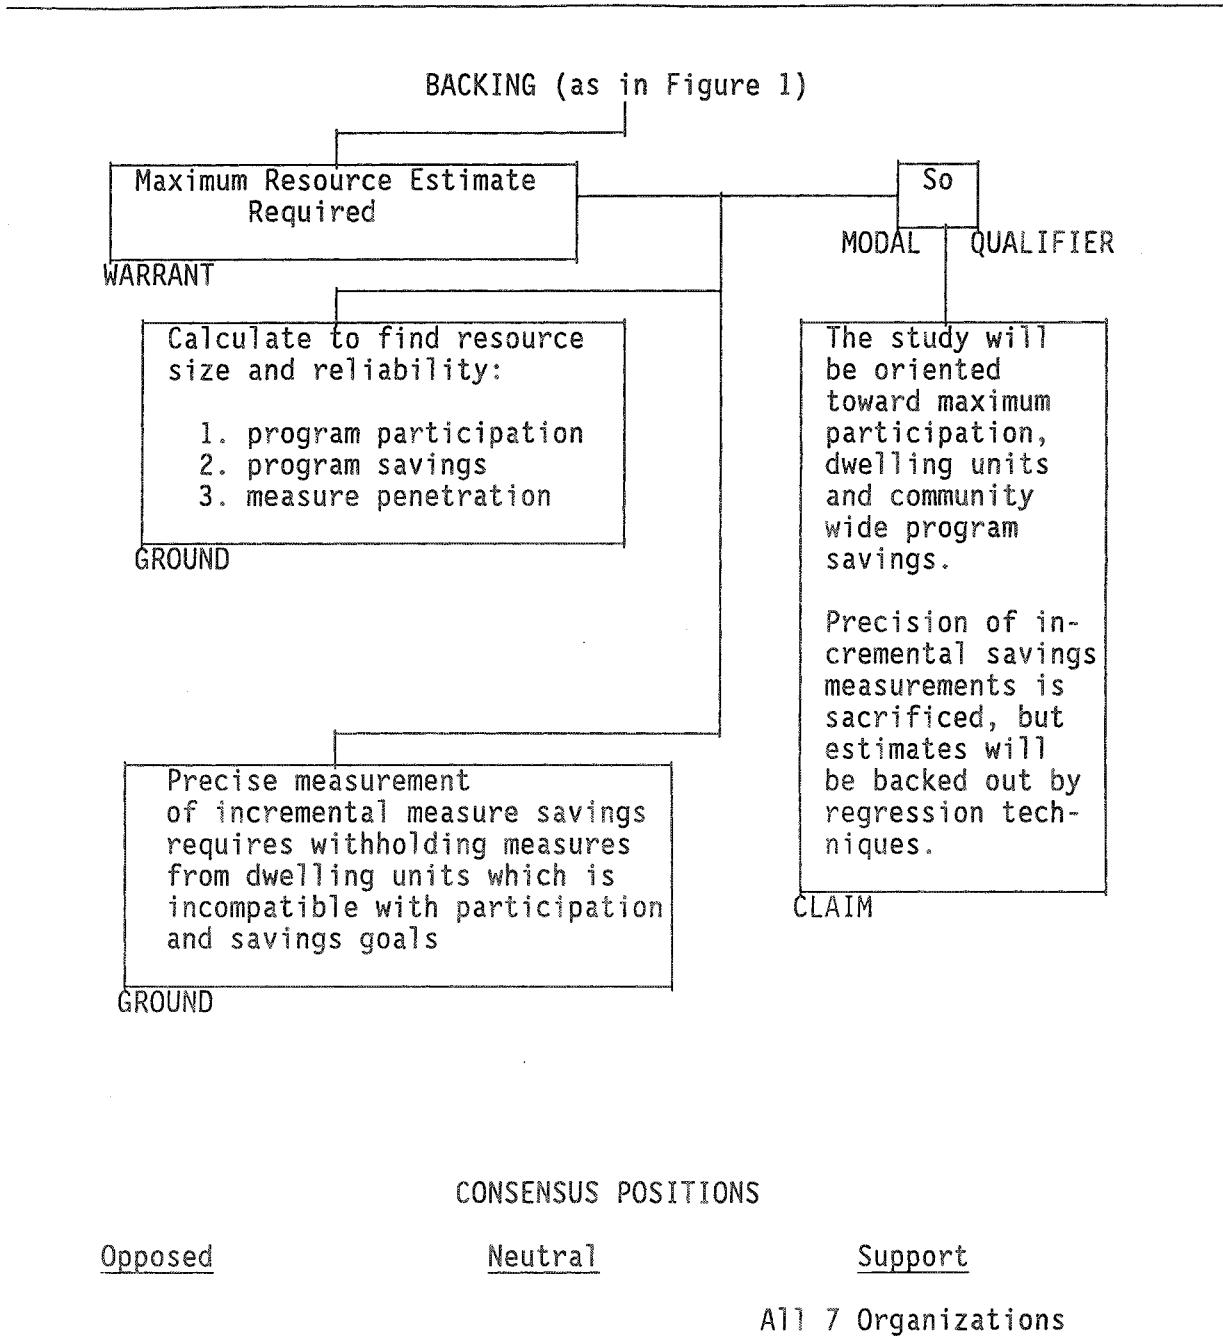 BACKING (as in Figure 1)
Maximum Resource Estimate
Required
WARRANT
So
MODAL QUALIFIER
Calculate to find resource
size and reliability:
1. program participation
2. program savings
3. measure penetration
GROUND
Precise measurement
of incremental measure savings
requires withholding measures
from dwelling units which is
incompatible with participation
and savings goals
GROUND
The study will
be oriented
toward maximum
participation,
dwelling units
and community
wide program
savings.
Precision of in-
cremental savings
measurements is
sacrificed, but
estimates will
be backed out by
regression tech-
niques.
CLAIM
CONSENSUS POSITIONS
Opposed Neutral Support
All 7 Organizations